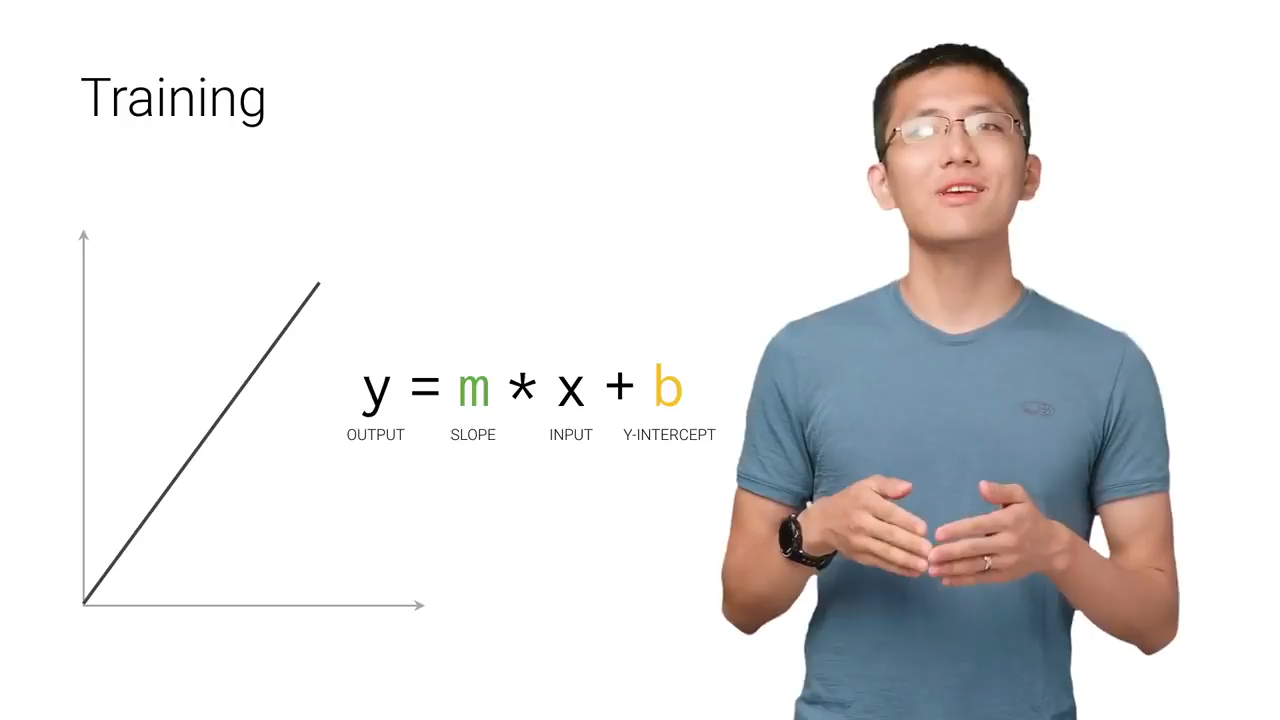 Training
y = m * x + b
OUTPUT SLOPE INPUT Y-INTERCEPT